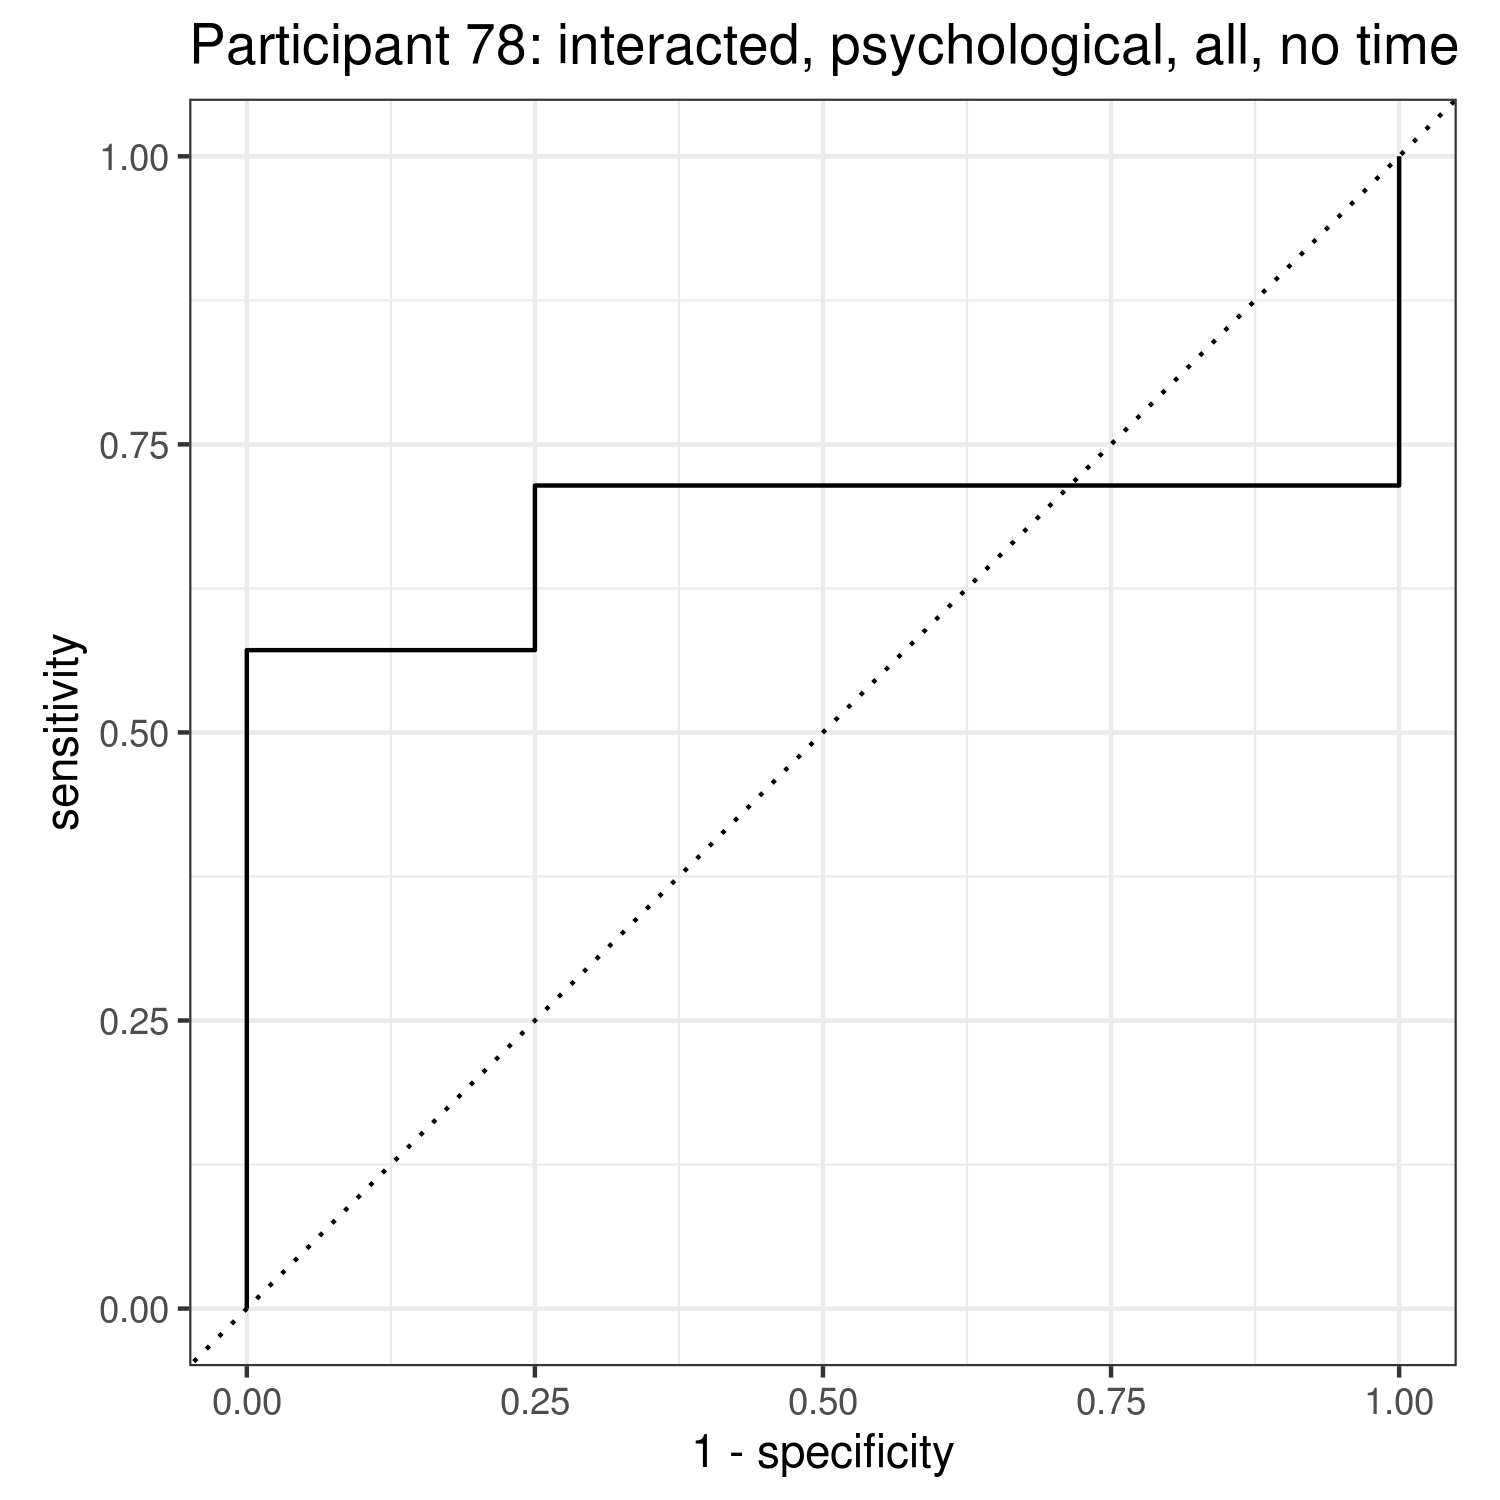 Participant 78: interacted, psychological, all, no time
1.00
0.75
0.50
0.25
0.00
sensitivity
0.00 0.25 0.50 0.75 1.00
1 - specificity